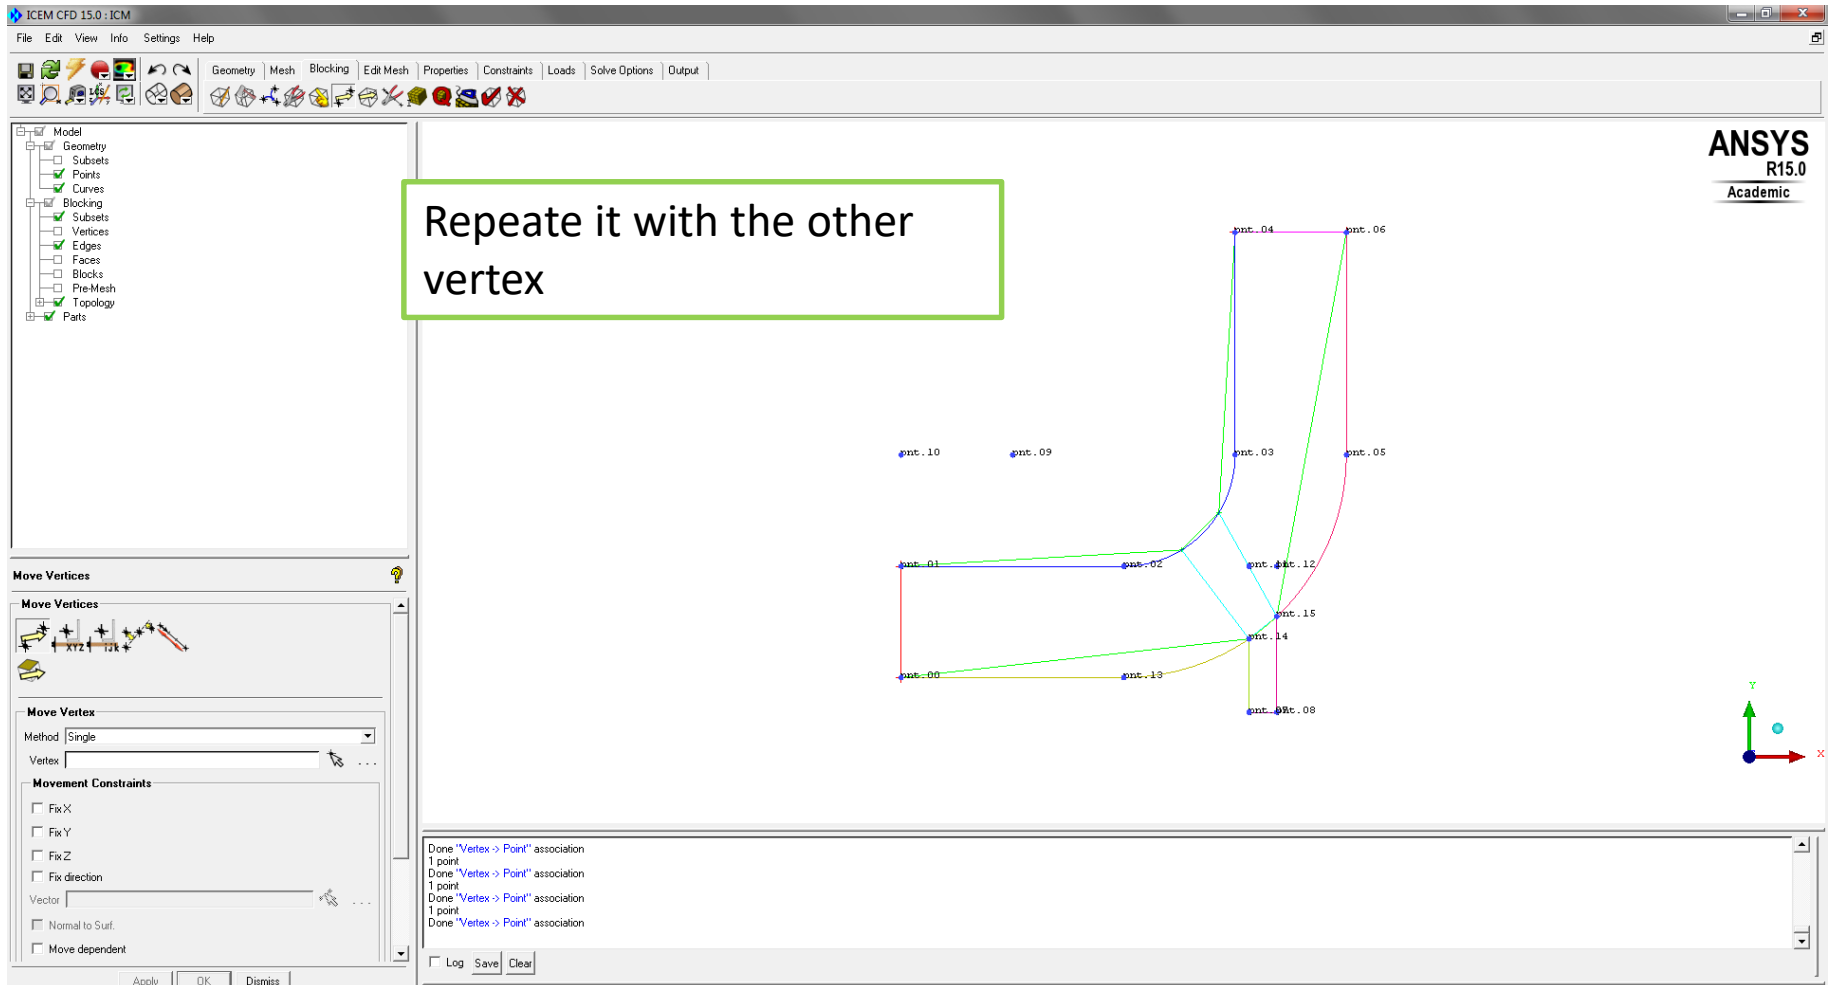 ICEM CFD 15.0 : ICM
File Edit View Info Settings Help
Geometry Mesh Blocking Edit Mesh Properties Constraints Loads Solve Options Output
Model
Geometry
Subsets
Points
Curves
Blocking
Subsets
Vertices
Edges
Faces
Blocks
Pre-Mesh
Topology
Parts
ANSYS
R15.0
Academic
Repeate it with the other
vertex
pnt.04 pnt.06
pnt.10 pnt.09 pnt.03 pnt.05
pnt.01 pnt.02 pnt.12
pnt.15
pnt.14
pnt.00 pnt.13
pnt.08
Y
X
Move Vertices
Move Vertices
XYZ IJK
Move Vertex
Method Single
Vertex
Movement Constraints
Fix X
Fix Y
Fix Z
Fix direction
Vector
Normal to Surf.
Move dependent
Apply OK Dismiss
Done "Vertex -> Point" association
1 point
Done "Vertex -> Point" association
1 point
Done "Vertex -> Point" association
1 point
Done "Vertex -> Point" association
Log Save Clear